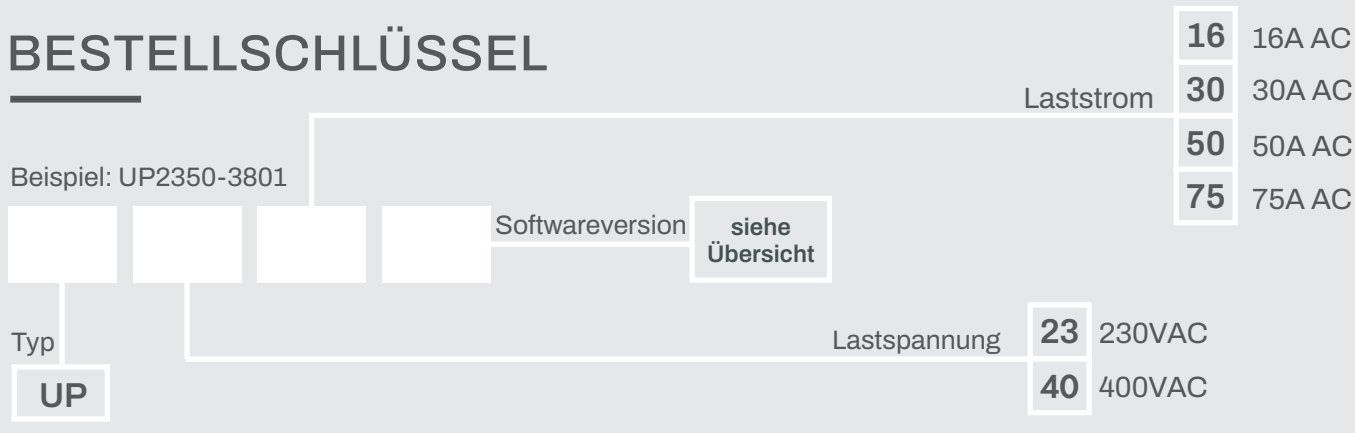 BESTELLSCHLÜSSEL
Beispiel: UP2350-3801
Laststrom
16 16A AC
30 30A AC
50 50A AC
75 75A AC
Softwareversion
siehe
Übersicht
Typ
UP
Lastspannung
23 230VAC
40 400VAC